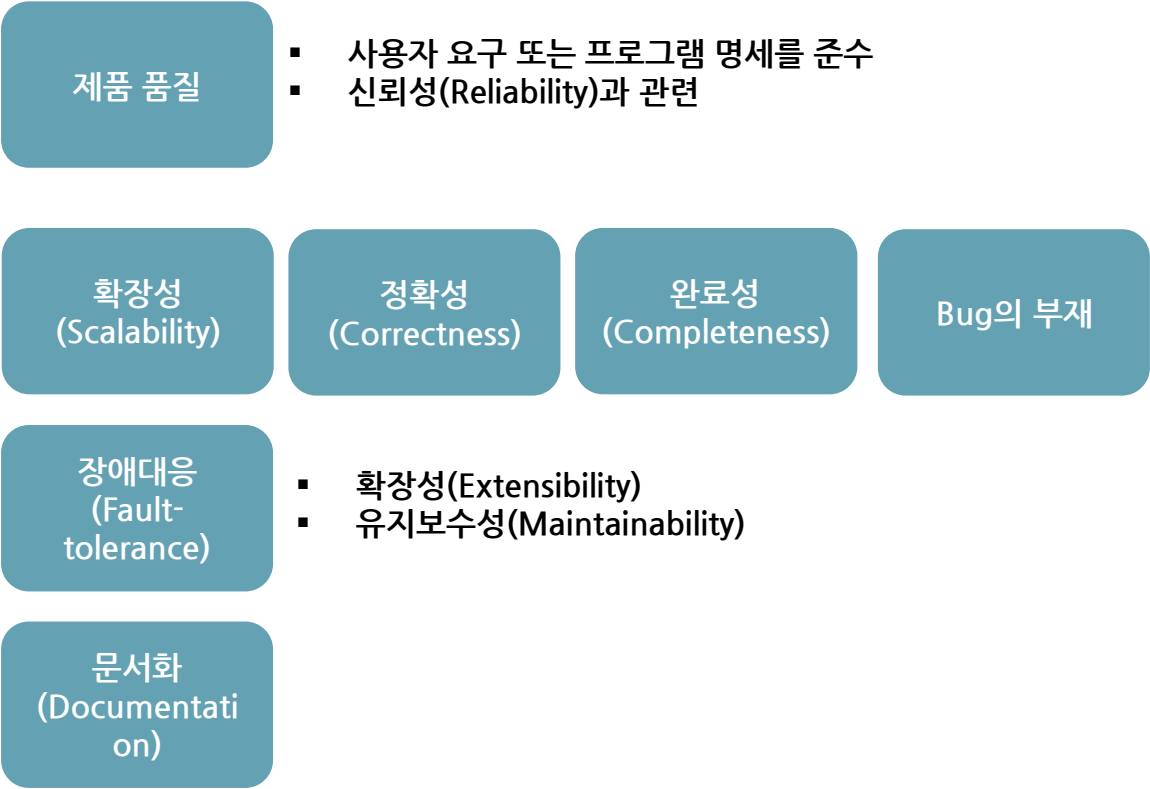 제품 품질
▪ 사용자 요구 또는 프로그램 명세를 준수
▪ 신뢰성(Reliability)과 관련
확장성
(Scalability)
정확성
(Correctness)
완료성
(Completeness)
Bug의 부재
장애대응
(Fault-
tolerance)
▪ 확장성(Extensibility)
▪ 유지보수성(Maintainability)
문서화
(Documentati
on)